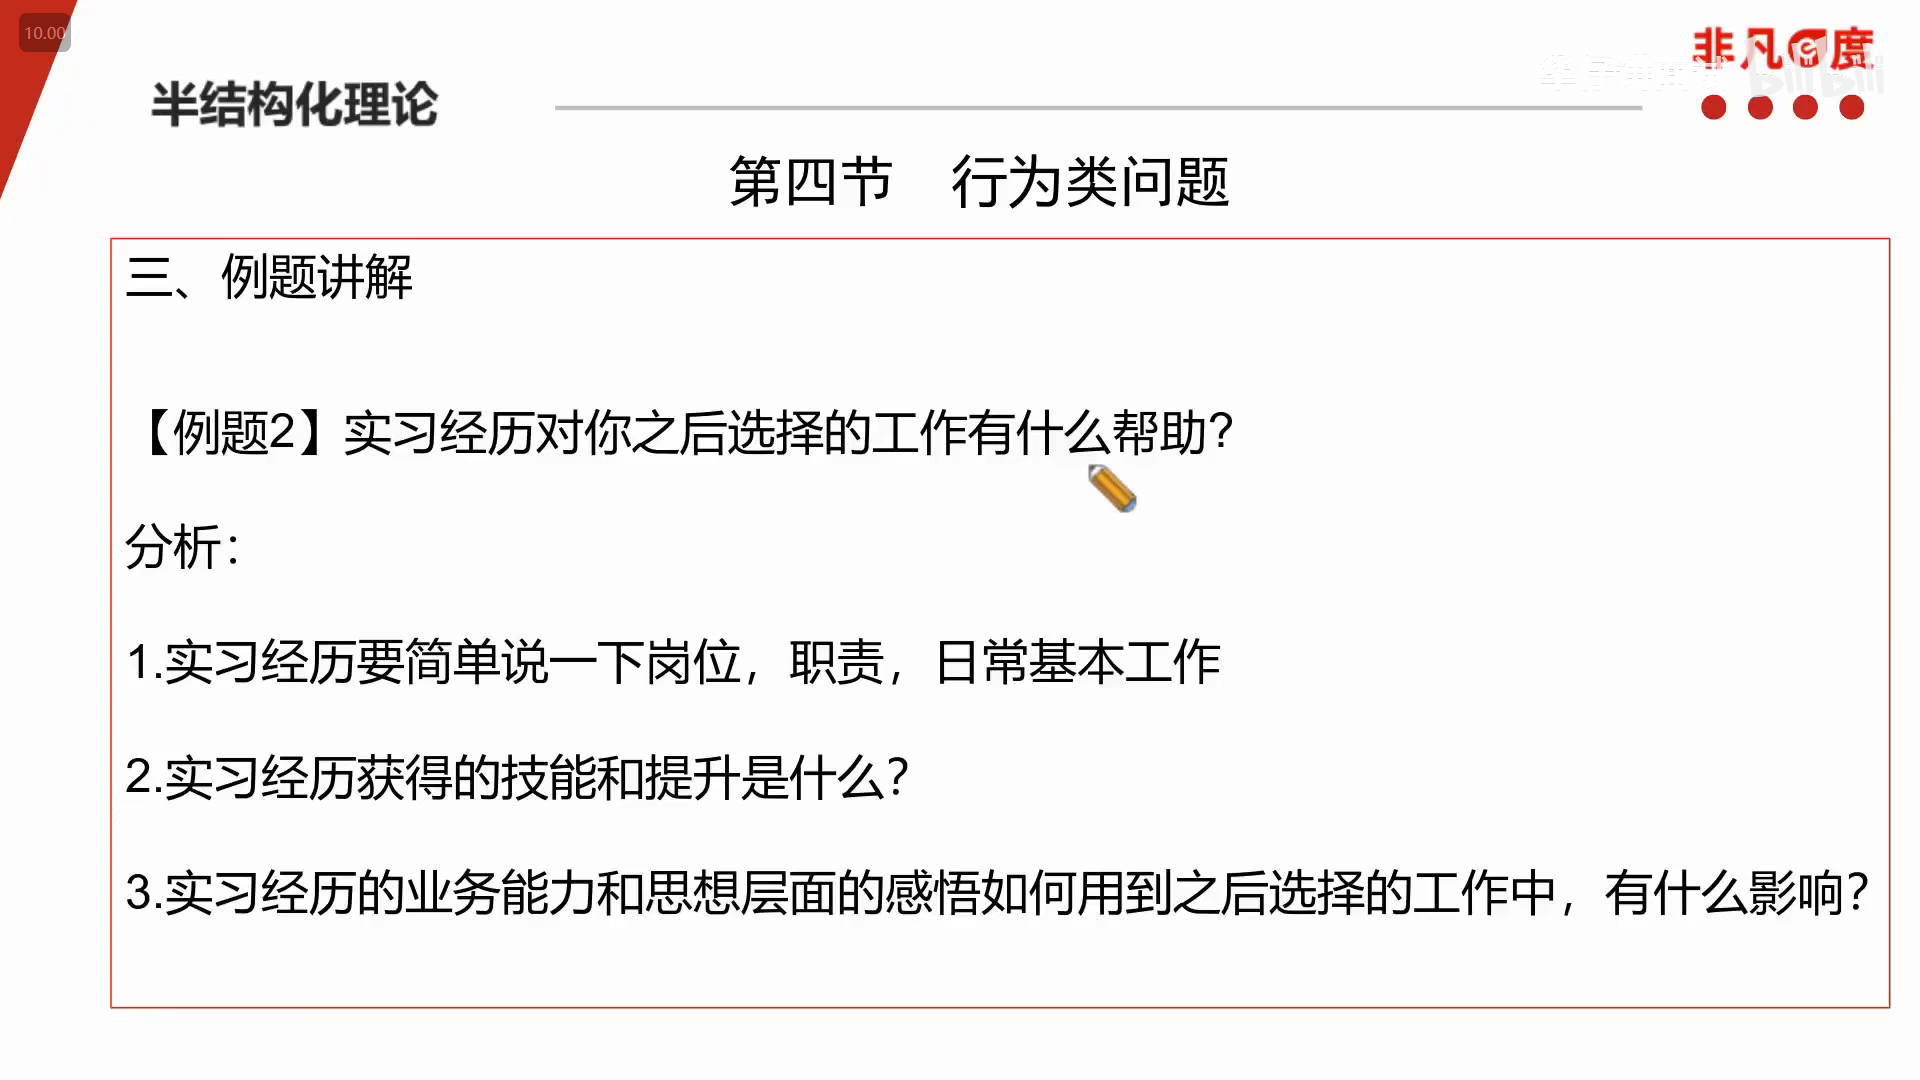 10.00
非凡e度
半结构化理论
第四节 行为类问题
三、例题讲解
【例题2】实习经历对你之后选择的工作有什么帮助？
分析：
1.实习经历要简单说一下岗位，职责，日常基本工作
2.实习经历获得的技能和提升是什么？
3.实习经历的业务能力和思想层面的感悟如何用到之后选择的工作中，有什么影响？